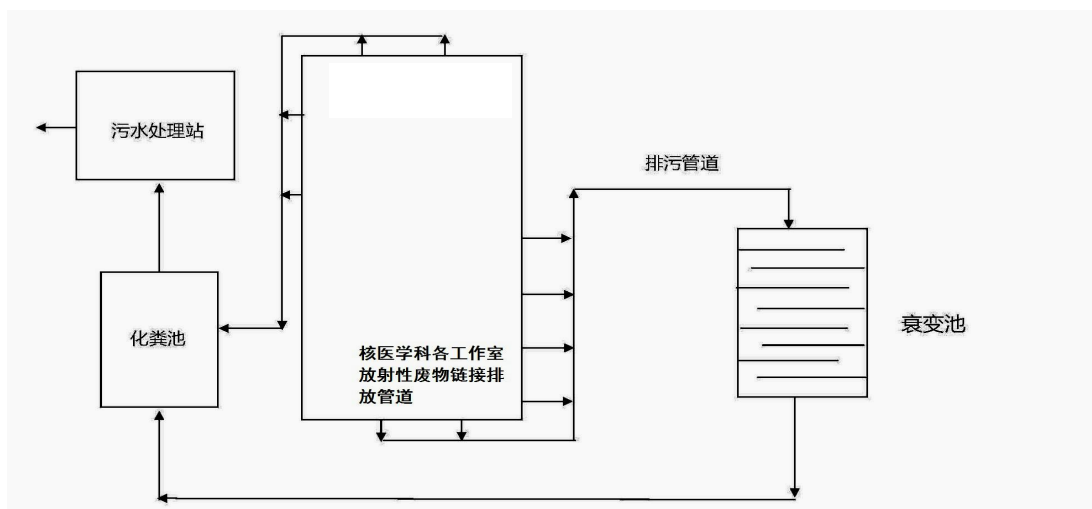 污水处理站
排污管道
衰变池
化粪池
核医学科各工作室
放射性废物链接排
放管道